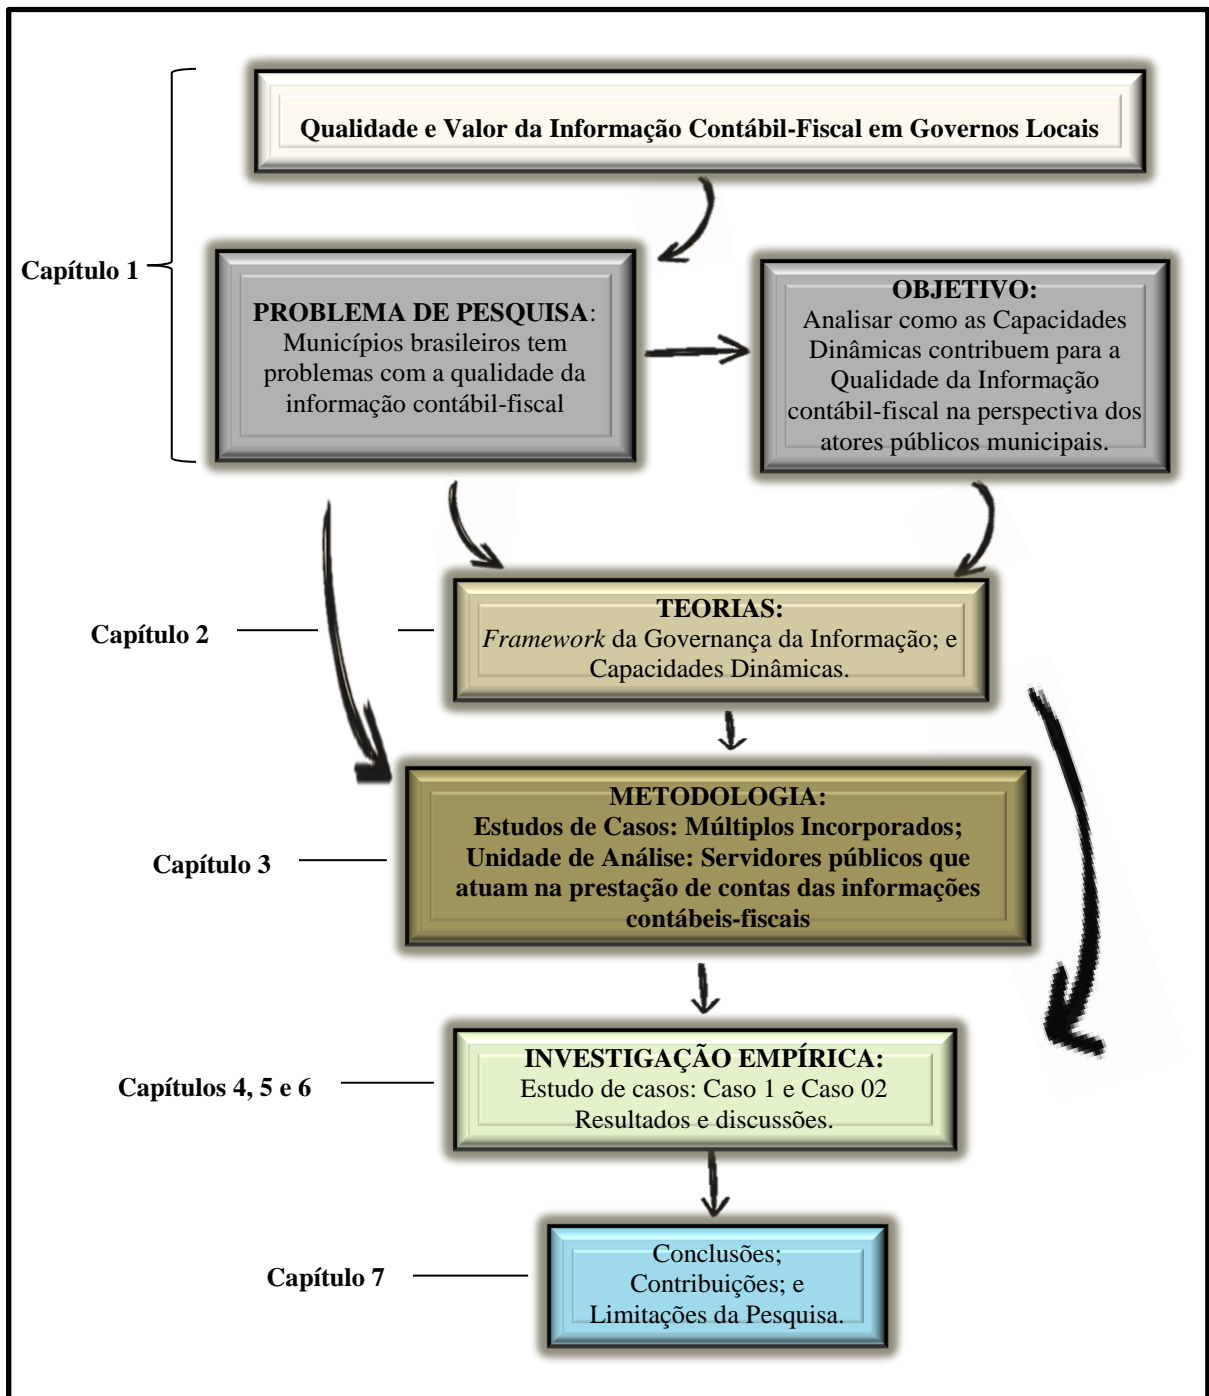 Qualidade e Valor da Informação Contábil-Fiscal em Governos Locais
Capítulo 1
PROBLEMA DE PESQUISA:
Municípios brasileiros tem
problemas com a qualidade da
informação contábil-fiscal
OBJETIVO:
Analisar como as Capacidades
Dinâmicas contribuem para a
Qualidade da Informação
contábil-fiscal na perspectiva dos
atores públicos municipais.
Capítulo 2
TEORIAS:
Framework da Governança da Informação; e
Capacidades Dinâmicas.
Capítulo 3
METODOLOGIA:
Estudos de Casos: Múltiplos Incorporados;
Unidade de Análise: Servidores públicos que
atuam na prestação de contas das informações
contábeis-fiscais
Capítulos 4, 5 e 6
INVESTIGAÇÃO EMPÍRICA:
Estudo de casos: Caso 1 e Caso 02
Resultados e discussões.
Capítulo 7
Conclusões;
Contribuições; e
Limitações da Pesquisa.